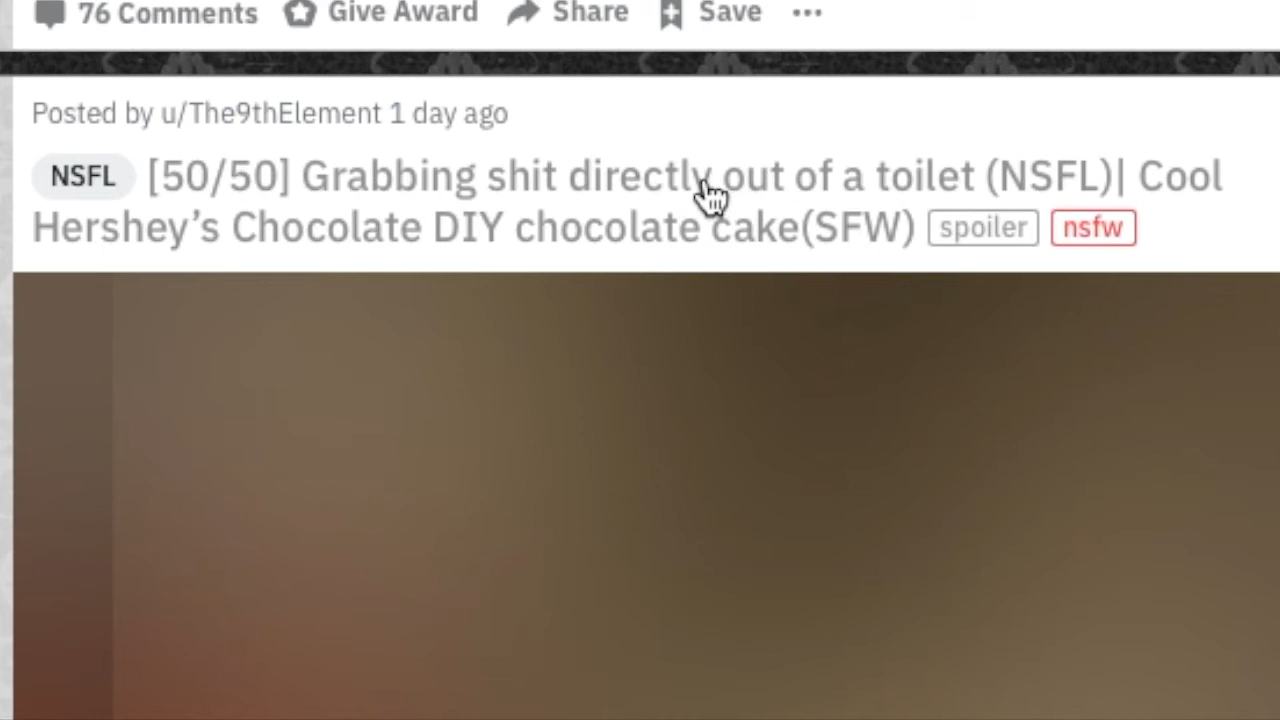 76 Comments Give Award Share Save ...
Posted by u/The9thElement 1 day ago
NSFL [50/50] Grabbing shit directly out of a toilet (NSFL)| Cool
Hershey’s Chocolate DIY chocolate cake(SFW) spoiler nsfw